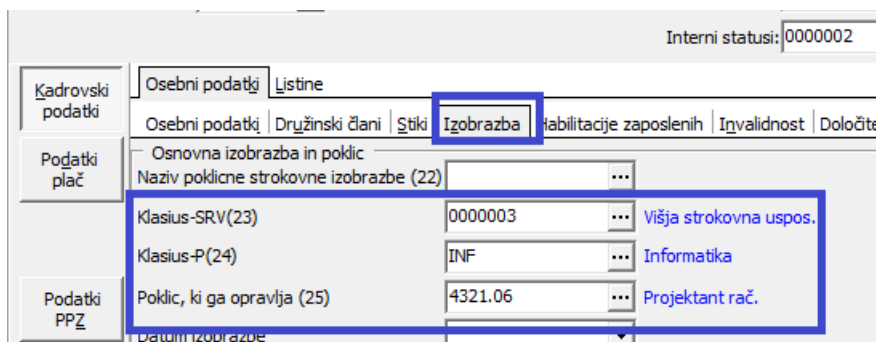 Interni statusi: 0000002
Kadrovski podatki
Osebni podatki Listine
Osebni podatki Družinski člani Stiki Izobrazba Habilitacije zaposlenih Invalidnost Določite
Podatki plač
Osnovna izobrazba in poklic
Naziv poklicne strokovne izobrazbe (22) ...
Klasius-SRV(23) 0000003 ... Višja strokovna uspos.
Klasius-P(24) INF ... Informatika
Podatki PPZ
Poklic, ki ga opravlja (25) 4321.06 ... Projektant rač.
Datum izobrazbe